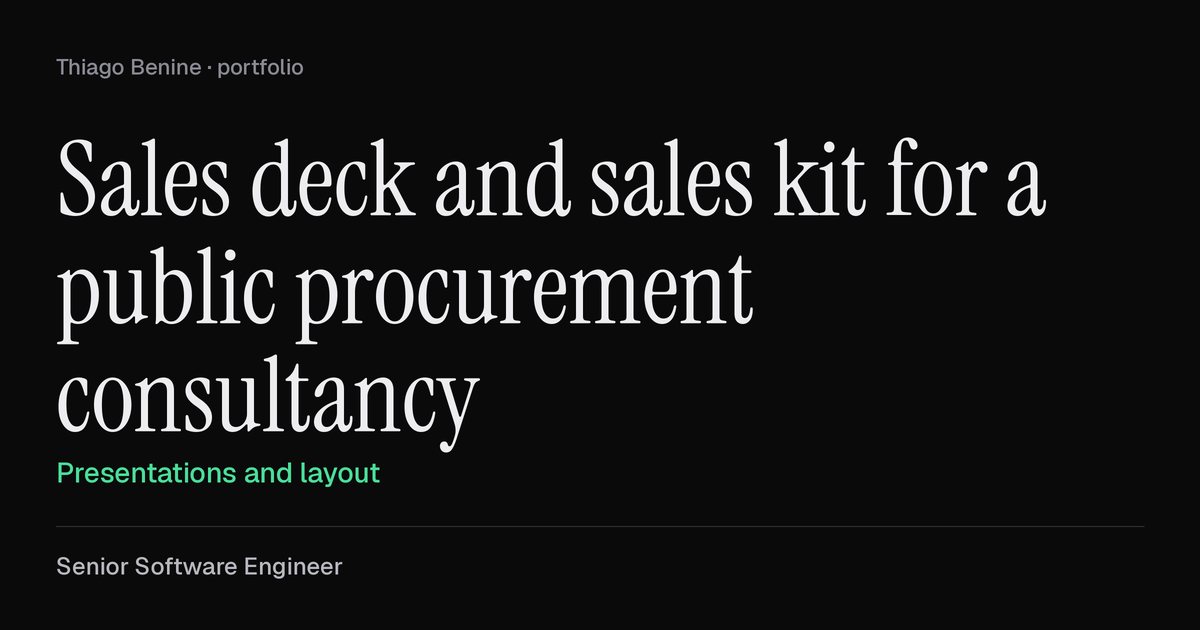 Thiago Benine · portfolio
Sales deck and sales kit for a
public procurement
consultancy
Presentations and layout
Senior Software Engineer